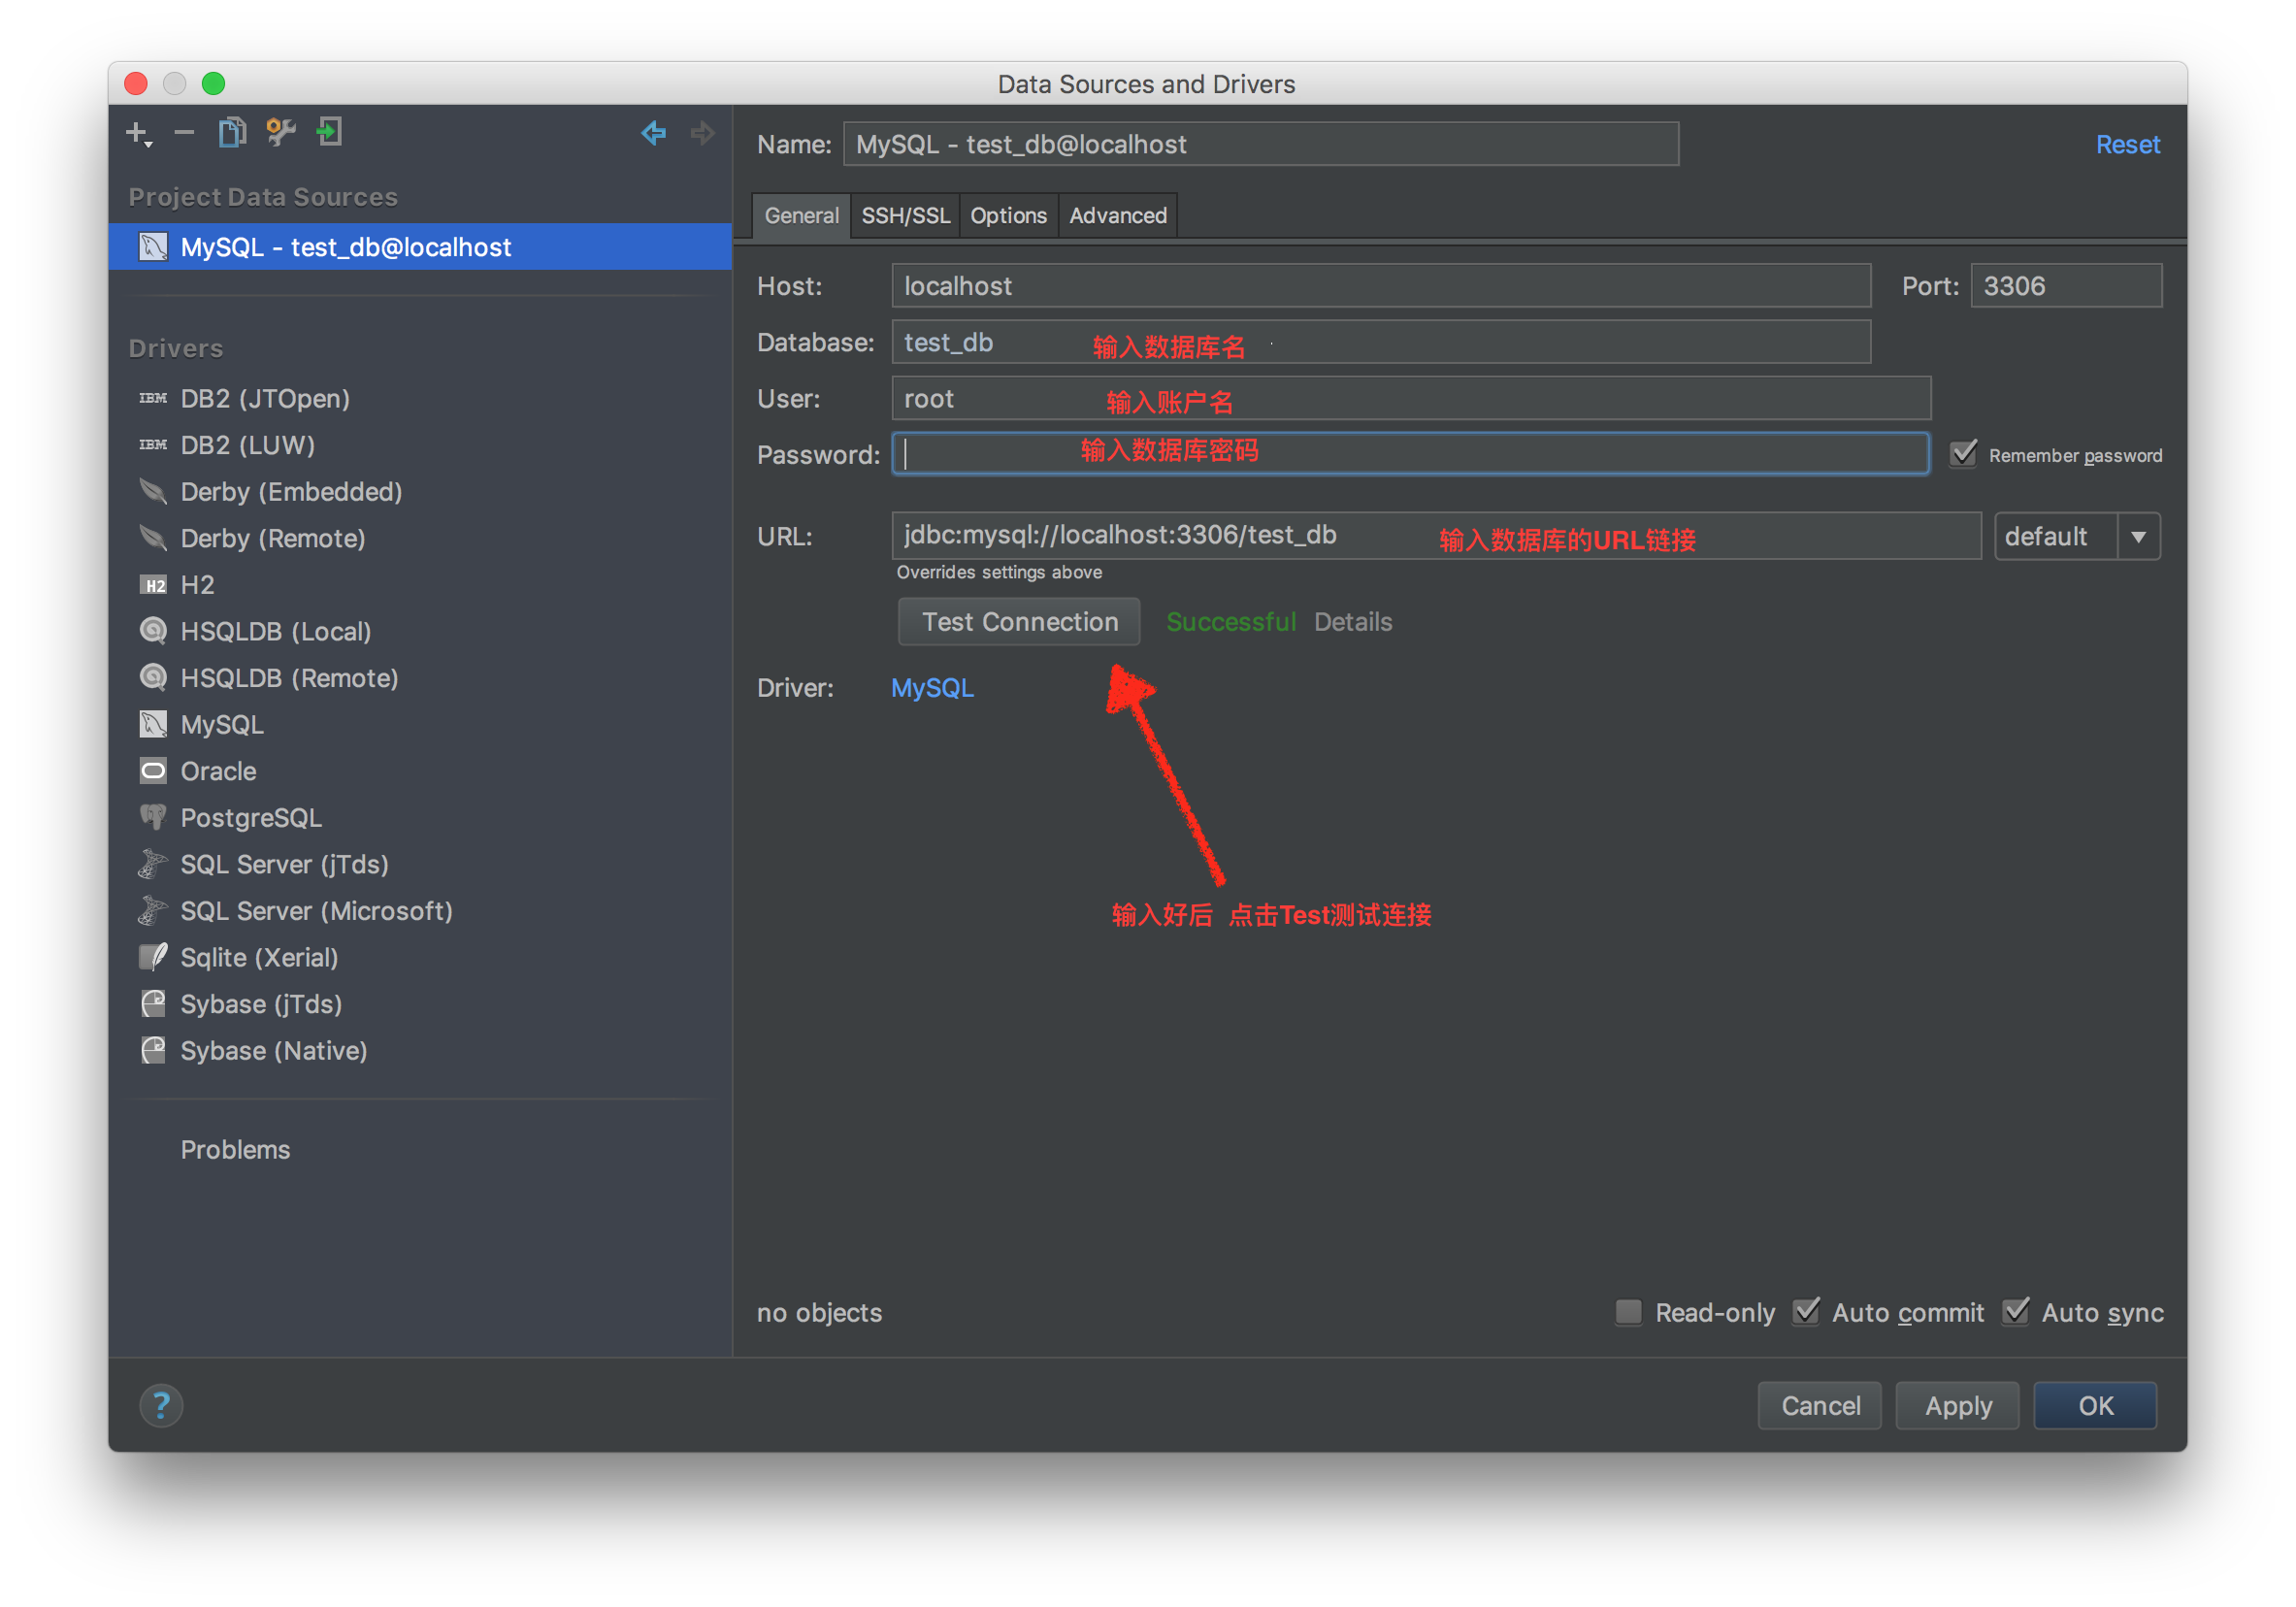 Data Sources and Drivers
Project Data Sources
MySQL - test_db@localhost
Drivers
IBM DB2 (JTOpen)
IBM DB2 (LUW)
Derby (Embedded)
Derby (Remote)
H2 H2
HSQLDB (Local)
HSQLDB (Remote)
MySQL
Oracle
PostgreSQL
SQL Server (jTds)
SQL Server (Microsoft)
Sqlite (Xerial)
Sybase (jTds)
Sybase (Native)
Problems
Name: MySQL - test_db@localhost Reset
General SSH/SSL Options Advanced
Host: localhost Port: 3306
Database: test_db 输入数据库名
User: root 输入账户名
Password: 输入数据库密码 Remember password
URL: jdbc:mysql://localhost:3306/test_db 输入数据库的URL链接 default
Overrides settings above
Test Connection Successful Details
Driver: MySQL
输入好后 点击Test测试连接
no objects Read-only Auto commit Auto sync
? Cancel Apply OK